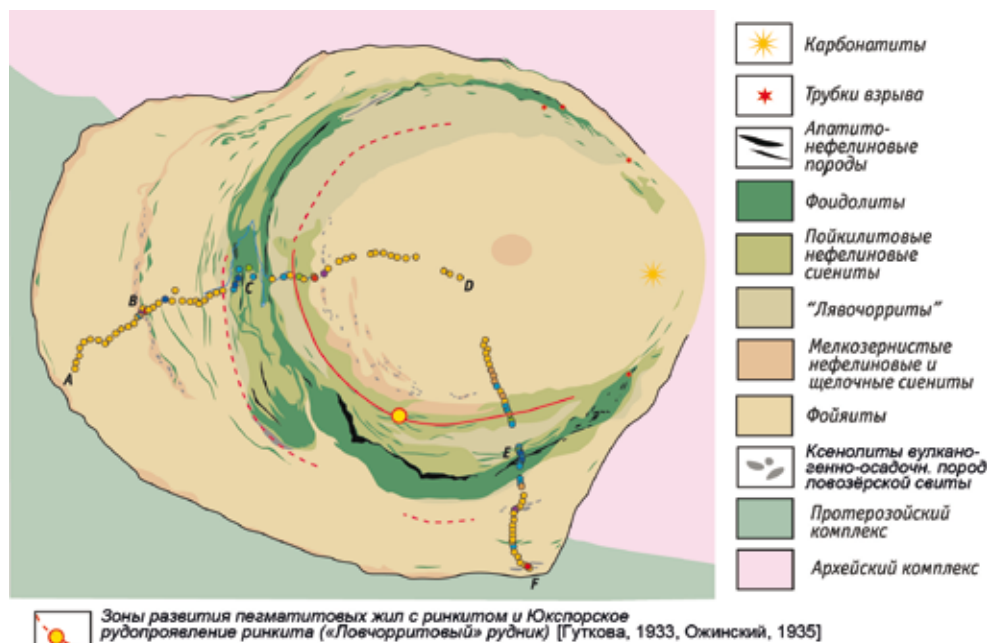 Карбонатиты
Трубки взрыва
Апатито-
нефелиновые
породы
Фоидолиты
Пойкилитовые
нефелиновые
сиениты
“Лявочорриты”
Мелкозернистые
нефелиновые и
щелочные сиениты
Фойяиты
Ксенолиты вулкано-
генно-осадочн. пород
ловозёрской свиты
Протерозойский
комплекс
Архейский комплекс
A
B
C
D
E
F
Зоны развития пегматитовых жил с ринкитом и Юкспорское
рудопроявление ринкита («Ловчорритовый» рудник) [Гуткова, 1933, Ожинский, 1935]